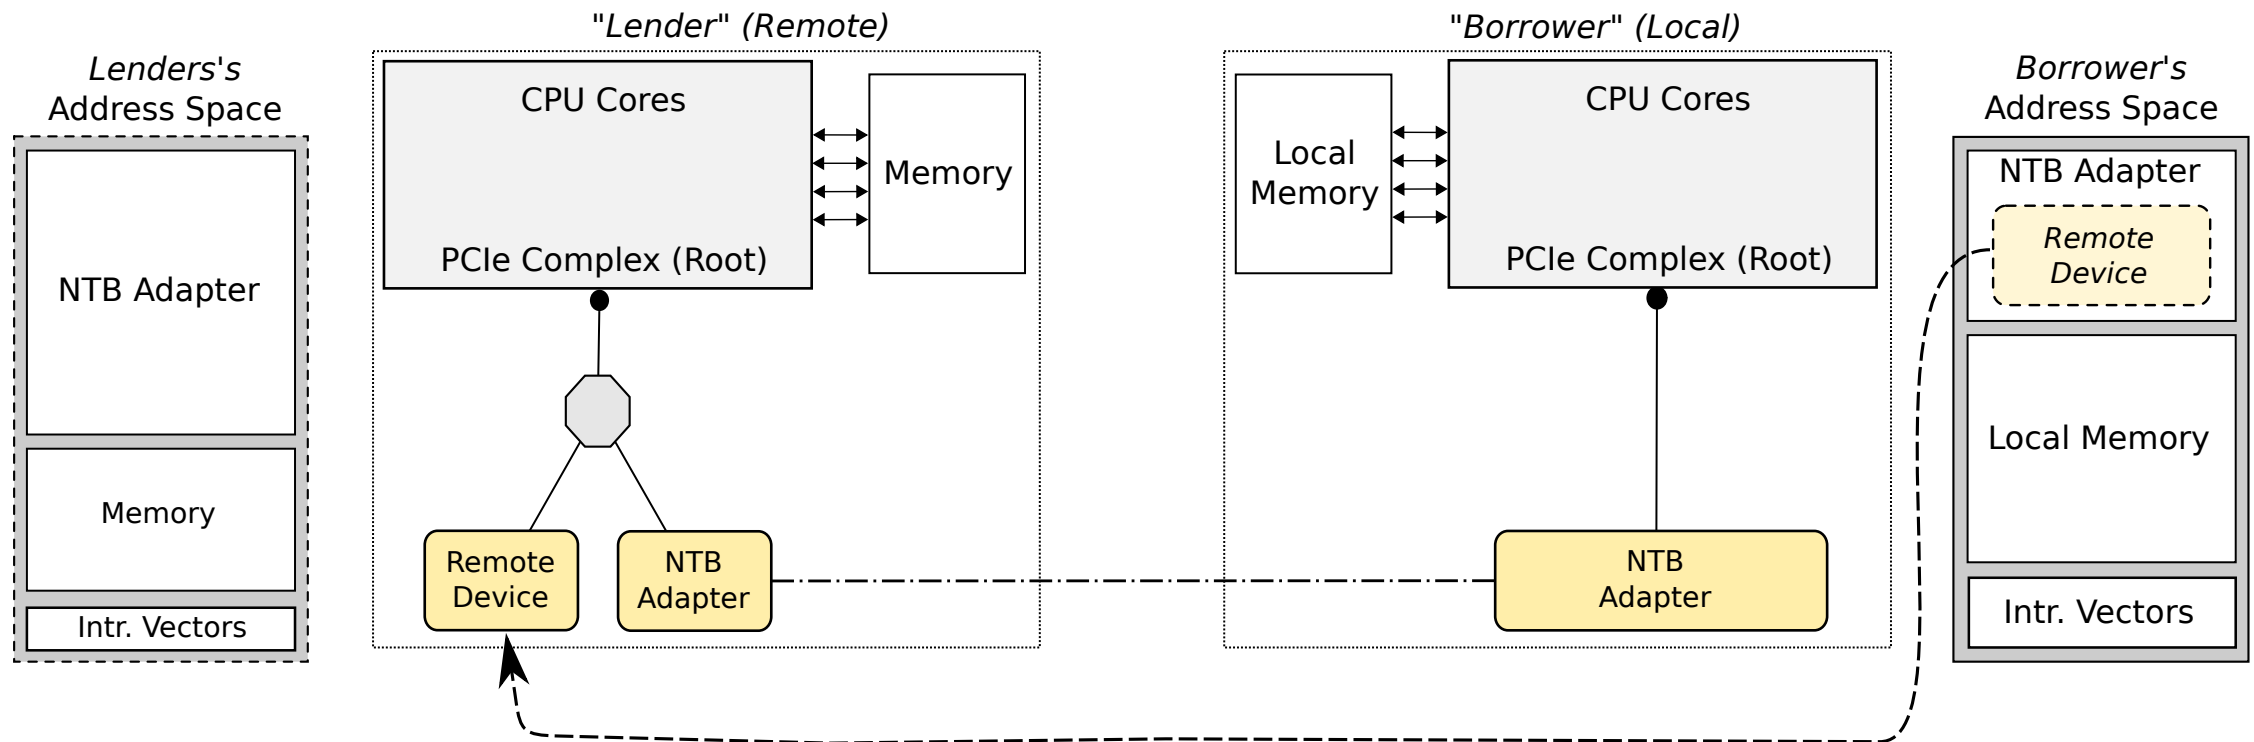 Lenders's
Address Space
NTB Adapter
Memory
Intr. Vectors
"Lender" (Remote)
CPU Cores
PCIe Complex (Root)
Memory
Remote
Device
NTB
Adapter
"Borrower" (Local)
Local
Memory
CPU Cores
PCIe Complex (Root)
NTB
Adapter
Borrower's
Address Space
NTB Adapter
Remote
Device
Local Memory
Intr. Vectors